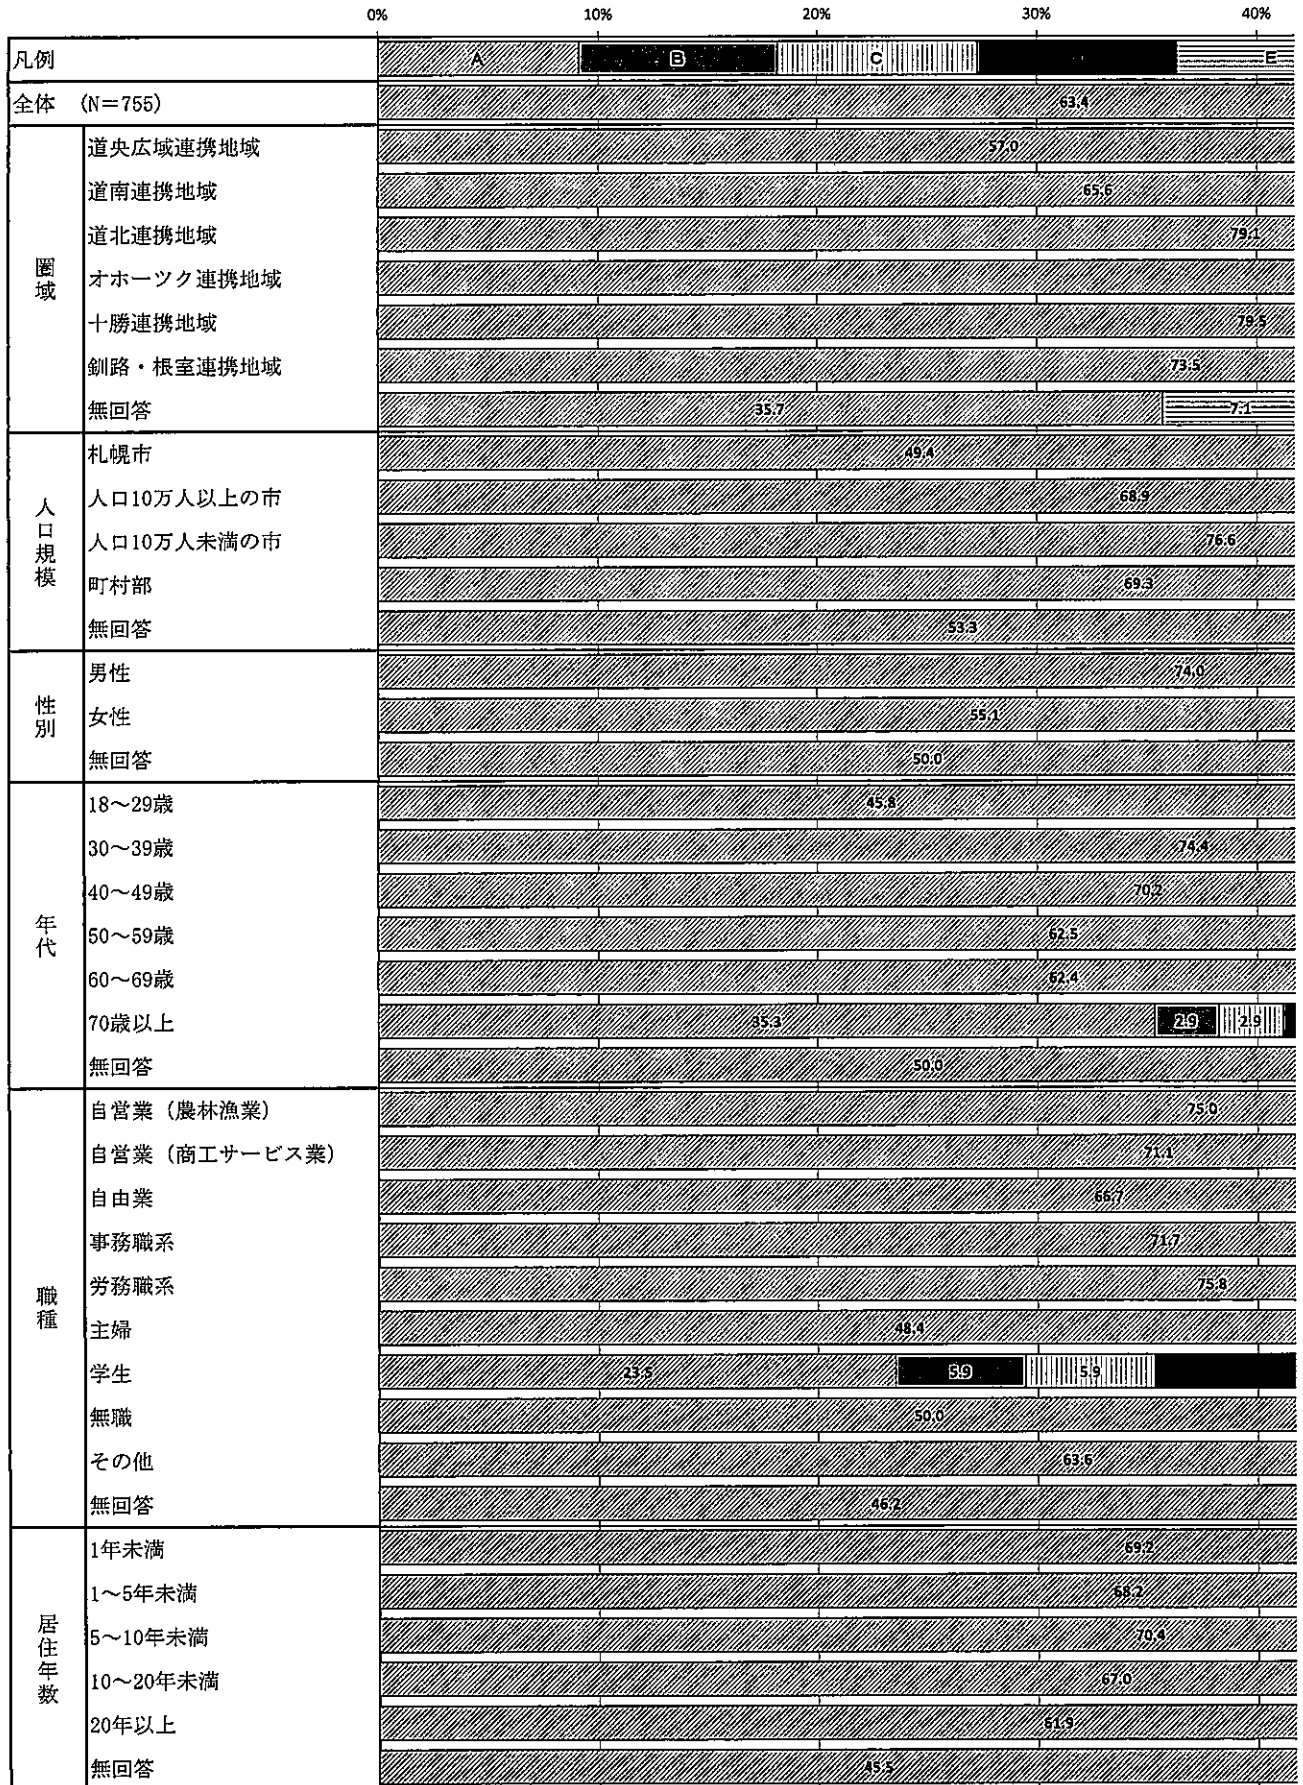 0% 10% 20% 30% 40%
凡例 A B C E
全体 (N=755) 63.4
圏域
道央広域連携地域 57.0
道南連携地域 65.6
道北連携地域 79.1
オホーツク連携地域
十勝連携地域 79.5
釧路・根室連携地域 73.5
無回答 35.7 7.1
人口規模
札幌市 49.4
人口10万人以上の市 68.9
人口10万人未満の市 76.6
町村部 69.3
無回答 53.3
性別
男性 74.0
女性 55.1
無回答 50.0
年代
18~29歳 45.8
30~39歳 74.4
40~49歳 70.2
50~59歳 62.5
60~69歳 62.4
70歳以上 35.3 2.9 2.9
無回答 50.0
職種
自営業(農林漁業) 75.0
自営業(商工サービス業) 71.1
自由業 66.7
事務職系 71.7
労務職系 75.8
主婦 48.4
学生 23.5 5.9 5.9
無職 50.0
その他 63.6
無回答 46.2
居住年数
1年未満 69.2
1~5年未満 68.2
5~10年未満 70.4
10~20年未満 67.0
20年以上 61.9
無回答 45.5